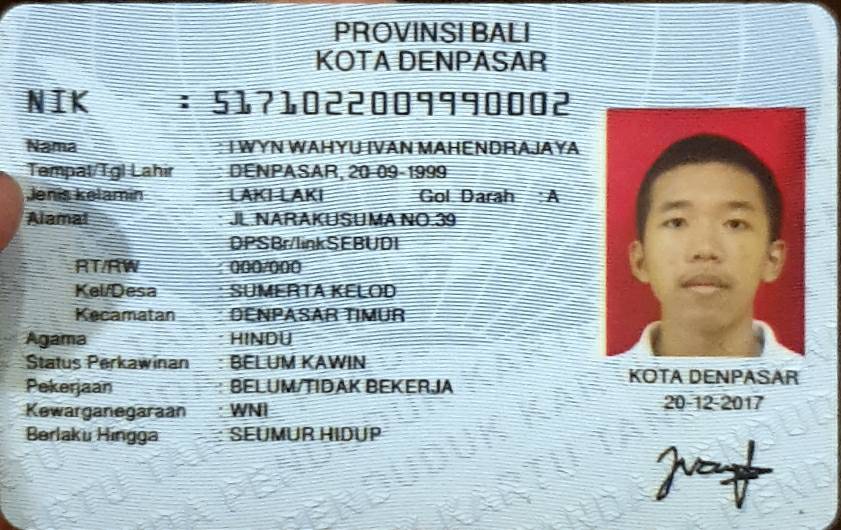 PROVINSI BALI
KOTA DENPASAR
NIK : 5171022009990002
Nama : I WYN WAHYU IVAN MAHENDRAJAYA
Tempat/Tgl Lahir : DENPASAR, 20-09-1999
Jenis kelamin : LAKI-LAKI Gol. Darah : A
Alamat : JL NARAKUSUMA NO.39
DPSBr/linkSEBUDI
RT/RW : 000/000
Kel/Desa : SUMERTA KELOD
Kecamatan : DENPASAR TIMUR
Agama : HINDU
Status Perkawinan : BELUM KAWIN
Pekerjaan : BELUM/TIDAK BEKERJA
Kewarganegaraan : WNI
Berlaku Hingga : SEUMUR HIDUP
KOTA DENPASAR
20-12-2017